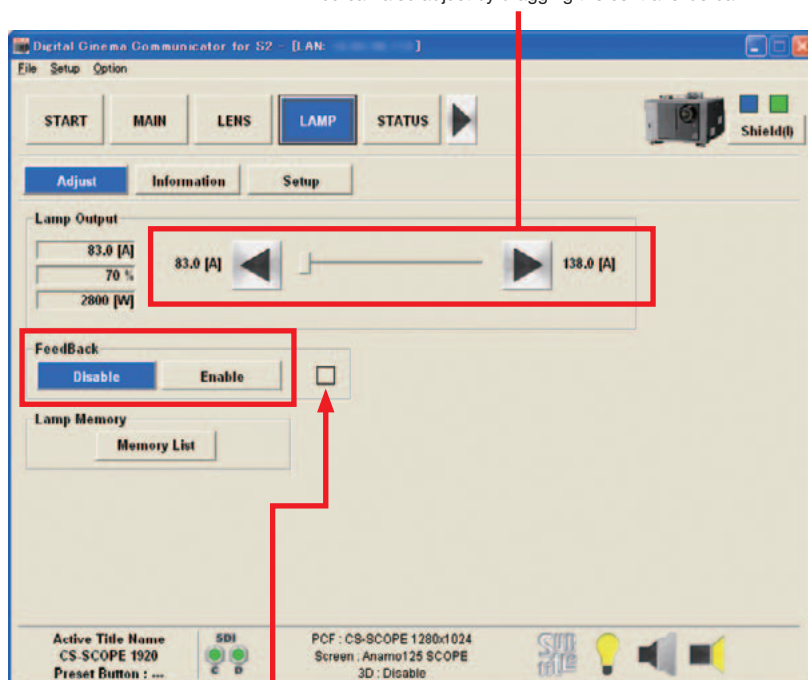 Digital Cinema Communicator for S2 - [LAN: ]
File Setup Option
START MAIN LENS LAMP STATUS
Shield(I)
Adjust Information Setup
Lamp Output
83.0 [A]
70 %
2800 [W]
83.0 [A] 138.0 [A]
FeedBack
Disable Enable
Lamp Memory
Memory List
Active Title Name
CS-SCOPE 1920
Preset Button : ---
SDI
C D
PCF : CS-SCOPE 1280x1024
Screen : Anamo125 SCOPE
3D : Disable